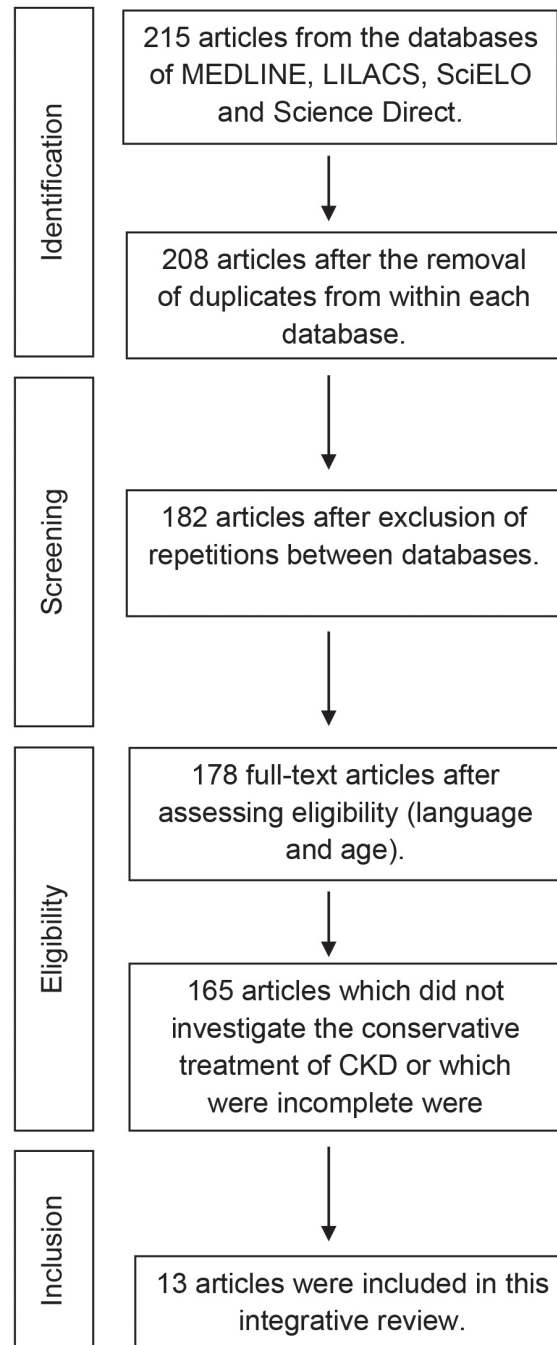 Identification
215 articles from the databases
of MEDLINE, LILACS, SciELO
and Science Direct.
208 articles after the removal
of duplicates from within each
database.
Screening
182 articles after exclusion of
repetitions between databases.
Eligibility
178 full-text articles after
assessing eligibility (language
and age).
165 articles which did not
investigate the conservative
treatment of CKD or which
were incomplete were
Inclusion
13 articles were included in this
integrative review.